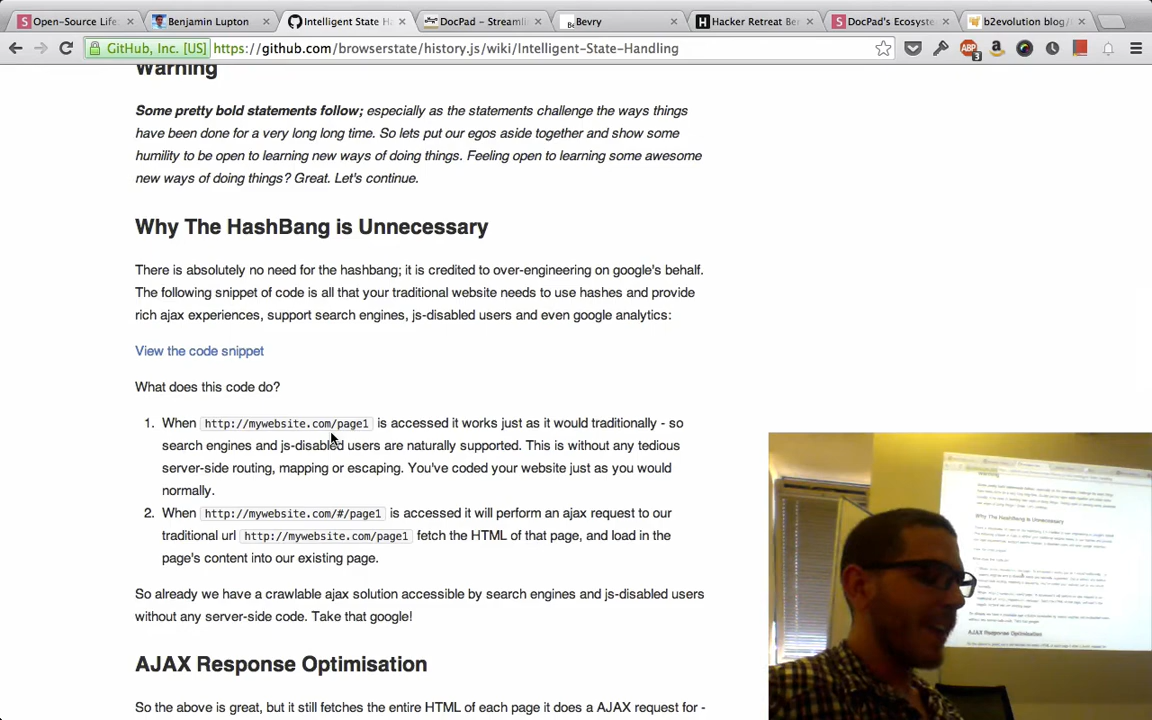 Open-Source Life:
Benjamin Lupton
Intelligent State H
DocPad – Streamli
Bevry
Hacker Retreat Be
DocPad's Ecosyste
b2evolution blog/
GitHub, Inc. [US] https://github.com/browserstate/history.js/wiki/Intelligent-State-Handling
ABP
3
Warning
Some pretty bold statements follow; especially as the statements challenge the ways things
have been done for a very long long time. So lets put our egos aside together and show some
humility to be open to learning new ways of doing things. Feeling open to learning some awesome
new ways of doing things? Great. Let's continue.
Why The HashBang is Unnecessary
There is absolutely no need for the hashbang; it is credited to over-engineering on google's behalf.
The following snippet of code is all that your traditional website needs to use hashes and provide
rich ajax experiences, support search engines, js-disabled users and even google analytics:
View the code snippet
What does this code do?
1. When http://mywebsite.com/page1 is accessed it works just as it would traditionally - so
search engines and js-disabled users are naturally supported. This is without any tedious
server-side routing, mapping or escaping. You've coded your website just as you would
normally.
2. When http://mywebsite.com/#/page1 is accessed it will perform an ajax request to our
traditional url http://mywebsite.com/page1 fetch the HTML of that page, and load in the
page's content into our existing page.
So already we have a crawlable ajax solution accessible by search engines and js-disabled users
without any server-side code. Take that google!
AJAX Response Optimisation
So the above is great, but it still fetches the entire HTML of each page it does a AJAX request for -
Why The HashBang is Unnecessary
AJAX Response Optimisation